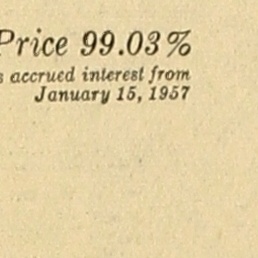 Price 99.03%
s accrued interest from
January 15, 1957